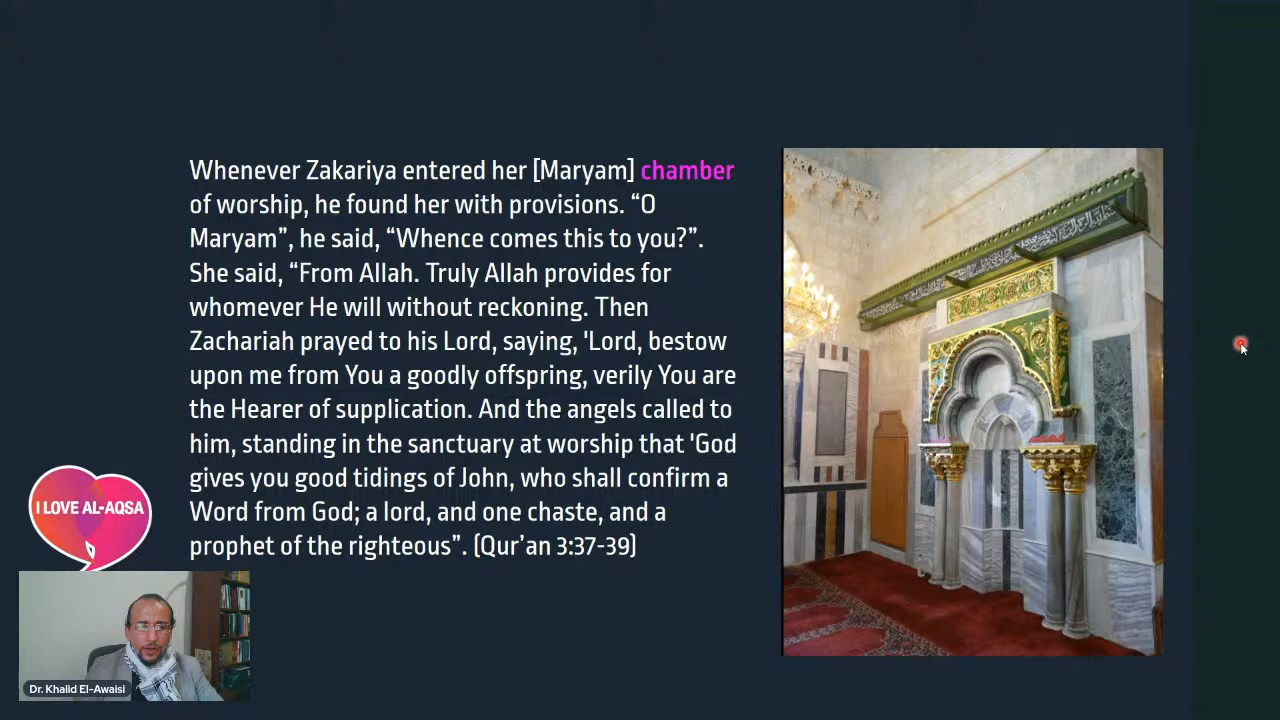 Whenever Zakariya entered her [Maryam] chamber
of worship, he found her with provisions. “O
Maryam”, he said, “Whence comes this to you?”.
She said, “From Allah. Truly Allah provides for
whomever He will without reckoning. Then
Zachariah prayed to his Lord, saying, 'Lord, bestow
upon me from You a goodly offspring, verily You are
the Hearer of supplication. And the angels called to
him, standing in the sanctuary at worship that 'God
gives you good tidings of John, who shall confirm a
Word from God; a lord, and one chaste, and a
prophet of the righteous”. (Qur’an 3:37-39)
I LOVE AL-AQSA
Dr. Khalid El-Awaisi